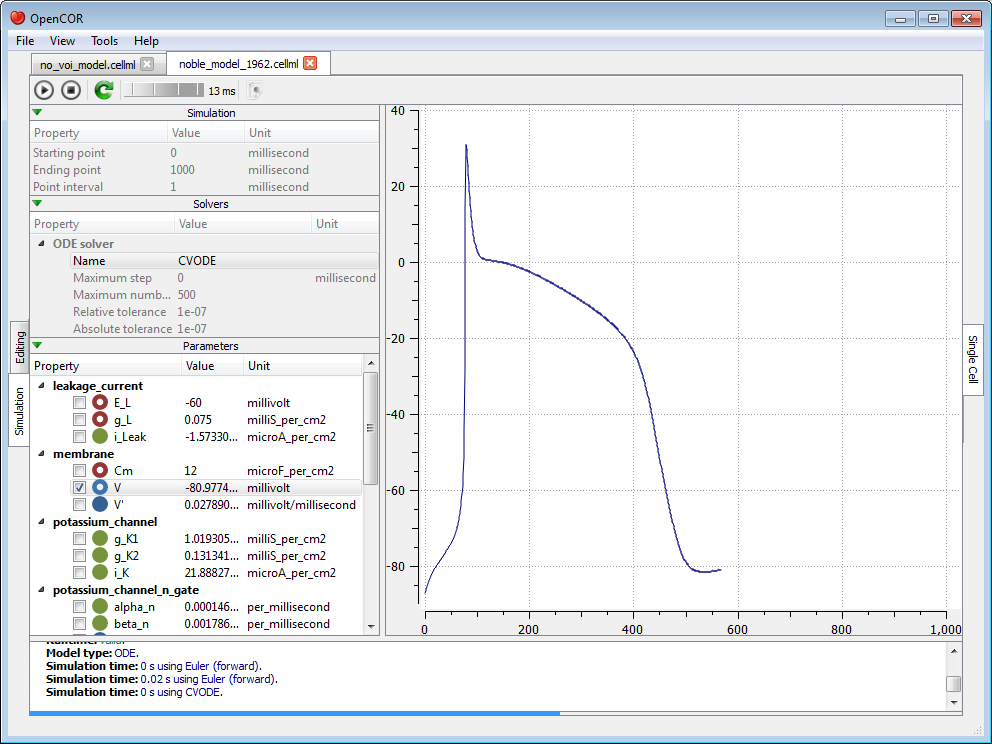 OpenCOR
File View Tools Help
no_voi_model.cellml noble_model_1962.cellml
13 ms
Simulation
Property Value Unit
Starting point 0 millisecond
Ending point 1000 millisecond
Point interval 1 millisecond
Solvers
Property Value Unit
ODE solver
Name CVODE
Maximum step 0 millisecond
Maximum numb... 500
Relative tolerance 1e-07
Absolute tolerance 1e-07
Parameters
Property Value Unit
leakage_current
E_L -60 millivolt
g_L 0.075 milliS_per_cm2
i_Leak -1.57330... microA_per_cm2
membrane
Cm 12 microF_per_cm2
V -80.9774... millivolt
V' 0.027890... millivolt/millisecond
potassium_channel
g_K1 1.019305... milliS_per_cm2
g_K2 0.131341... milliS_per_cm2
i_K 21.88827... microA_per_cm2
potassium_channel_n_gate
alpha_n 0.000146... per_millisecond
beta_n 0.001786... per_millisecond
Editing
Simulation
40
20
0
-20
-40
-60
-80
0 200 400 600 800 1,000
Single Cell
Runtime: valid.
Model type: ODE.
Simulation time: 0 s using Euler (forward).
Simulation time: 0.02 s using Euler (forward).
Simulation time: 0 s using CVODE.